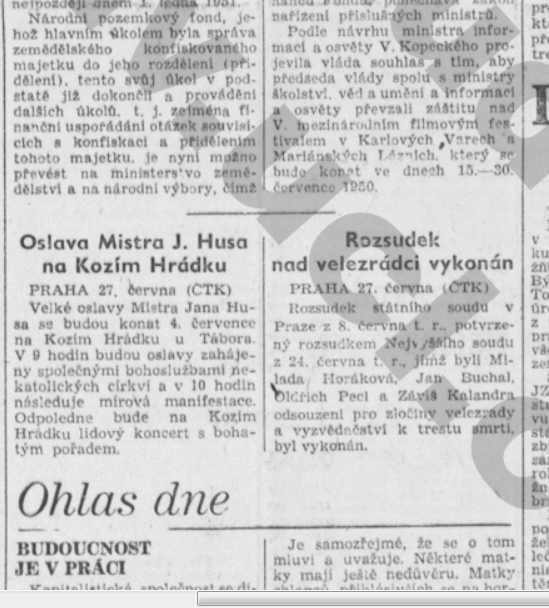 nejpozději dnem 1. ledna 1951.
Národní pozemkový fond, je-
hož hlavním úkolem byla správa
zemědělského konfiskovaného
majetku do jeho rozdělení (při-
dělení), tento svůj úkol v pod-
statě již dokončil a provádění
dalších úkolů, t. j. zejména fi-
nanční uspořádání otázek souvisí-
cích s konfiskací a přídělením
tohoto majetku, je nyní možno
převést na ministerstvo země-
dělství a na národní výbory, čímž
nařízení příslušných ministrů.
Podle návrhu ministra infor-
mací a osvěty V. Kopeckého pro-
jevila vláda souhlas s tím, aby
předseda vlády spolu s ministry
školství, věd a umění a informací
a osvěty převzali záštitu nad
V. mezinárodním filmovým fes-
tivalem v Karlových Varech a
Mariánských Lázních, který se
bude konat ve dnech 15.—30.
července 1950.
Oslava Mistra J. Husa
na Kozím Hrádku
PRAHA 27. června (ČTK)
Velké oslavy Mistra Jana Hu-
sa se budou konat 4. července
na Kozím Hrádku u Tábora.
V 9 hodin budou oslavy zaháje-
ny společnými bohoslužbami ne-
katolických církví a v 10 hodin
následuje mírová manifestace.
Odpoledne bude na Kozím
Hrádku lidový koncert s boha-
tým pořadem.
Rozsudek
nad velezrádci vykonán
PRAHA 27. června (ČTK)
Rozsudek státního soudu v
Praze z 8. června t. r., potvrze-
ný rozsudkem Nejvyššího soudu
z 24. června t. r., jímž byli Mi-
lada Horáková, Jan Buchal,
Oldřich Pecl a Záviš Kalandra
odsouzeni pro zločiny velezrady
a vyzvědačství k trestu smrti,
byl vykonán.
Ohlas dne
BUDOUCNOST
JE V PRÁCI
Kapitalistická společnost se di-
Je samozřejmé, že se o tom
mluví a uvažuje. Některé mat-
ky mají ještě nedůvěru. Matky
chlapců, přihlásivších se na hor-